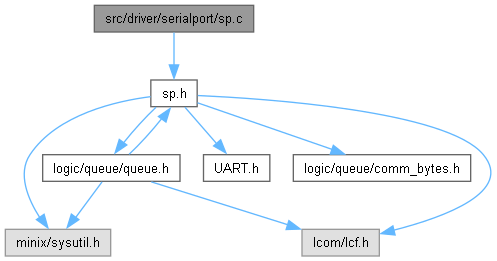 src/driver/serialport/sp.c
sp.h
logic/queue/queue.h
UART.h
logic/queue/comm_bytes.h
minix/sysutil.h
lcom/lcf.h